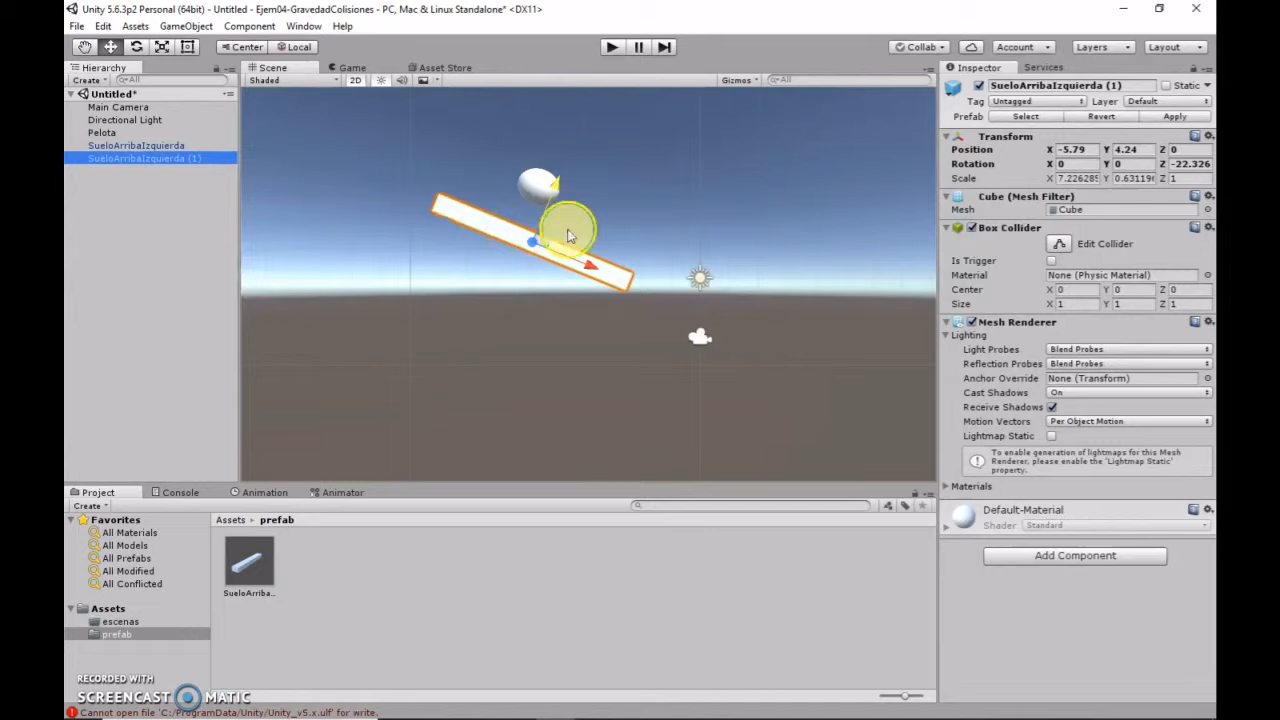 Unity 5.6.3p2 Personal (64bit) - Untitled - Ejem04-GravedadColisiones - PC, Mac & Linux Standalone* <DX11>
File Edit Assets GameObject Component Window Help
Center Local Collab Account Layers Layout
Hierarchy
Create All
Untitled*
Main Camera
Directional Light
Pelota
SueloArribaIzquierda
SueloArribaIzquierda (1)
Scene Game Asset Store
Shaded 2D Gizmos All
Inspector Services
SueloArribaIzquierda (1) Static
Tag Untagged Layer Default
Prefab Select Revert Apply
Transform
Position X -5.79 Y 4.24 Z 0
Rotation X 0 Y 0 Z -22.326
Scale X 7.226285 Y 0.63119 Z 1
Cube (Mesh Filter)
Mesh Cube
Box Collider
Edit Collider
Is Trigger
Material None (Physic Material)
Center X 0 Y 0 Z 0
Size X 1 Y 1 Z 1
Mesh Renderer
Lighting
Light Probes Blend Probes
Reflection Probes Blend Probes
Anchor Override None (Transform)
Cast Shadows On
Receive Shadows
Motion Vectors Per Object Motion
Lightmap Static
To enable generation of lightmaps for this Mesh
Renderer, please enable the 'Lightmap Static'
property.
Materials
Default-Material
Shader Standard
Add Component
Project Console Animation Animator
Create
Favorites
All Materials
All Models
All Prefabs
All Modified
All Conflicted
Assets
escenas
prefab
Assets prefab
SueloArriba...
RECORDED WITH
SCREENCAST MATIC
Cannot open file 'C:/ProgramData/Unity/Unity_v5.x.ulf' for write.